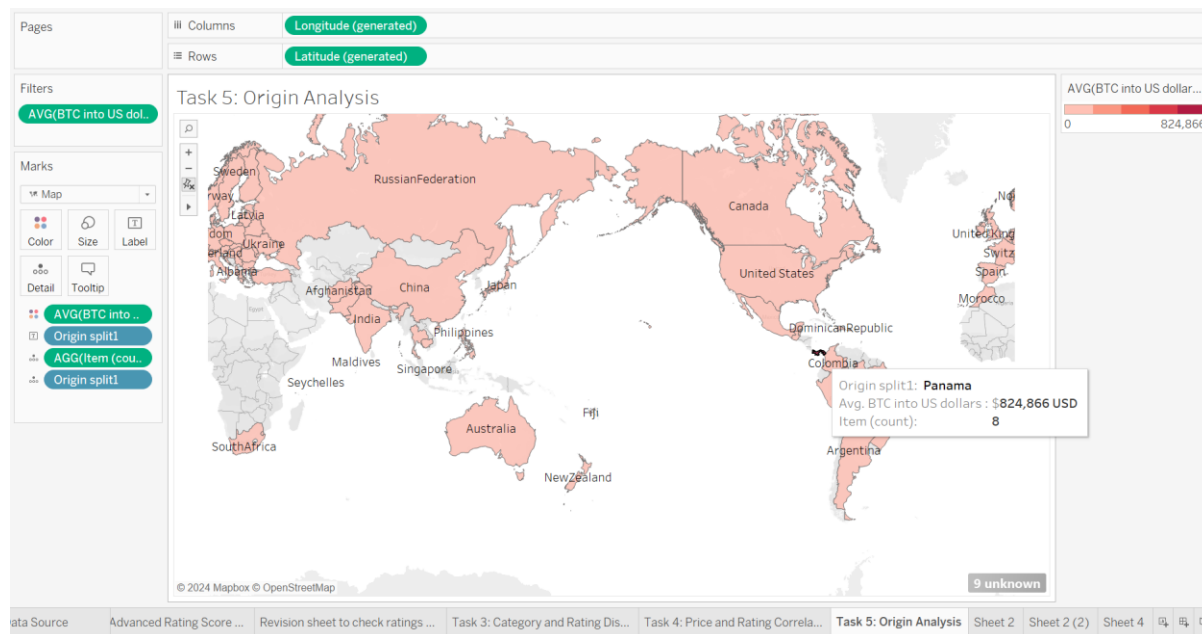 Pages
Columns
Longitude (generated)
Rows
Latitude (generated)
Filters
AVG(BTC into US dol..
Marks
Map
Color
Size
Label
Detail
Tooltip
AVG(BTC into ..
Origin split1
AGG(Item (cou..
Origin split1
Task 5: Origin Analysis
Sweden
rway
Latvia
dom
Ukraine
erland
Albania
RussianFederation
Afghanistan
China
Japan
India
Philippines
Maldives
Singapore
Seychelles
SouthAfrica
Australia
Fiji
NewZealand
Canada
United States
DominicanRepublic
Colombia
Argentina
No
United King
Switz
Spain
Morocco
Origin split1: Panama
Avg. BTC into US dollars : $824,866 USD
Item (count): 8
© 2024 Mapbox © OpenStreetMap
9 unknown
AVG(BTC into US dollar...
0 824,866
ata Source
Advanced Rating Score ...
Revision sheet to check ratings ...
Task 3: Category and Rating Dis...
Task 4: Price and Rating Correla...
Task 5: Origin Analysis
Sheet 2
Sheet 2 (2)
Sheet 4